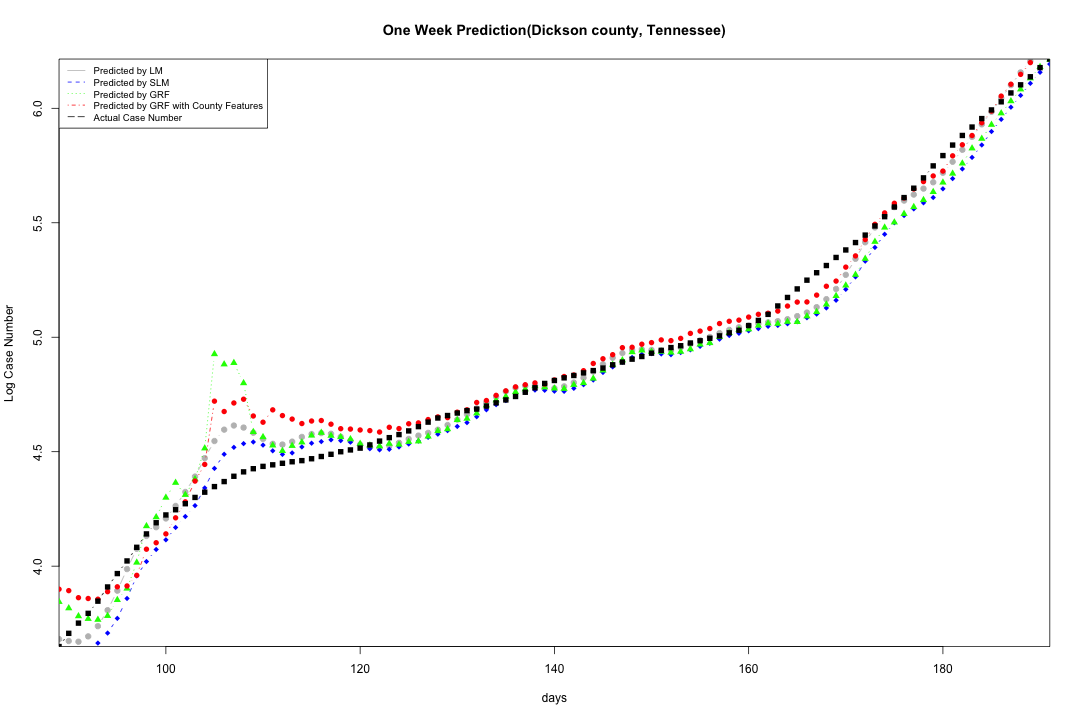 One Week Prediction(Dickson county, Tennessee)
Predicted by LM
Predicted by SLM
Predicted by GRF
Predicted by GRF with County Features
Actual Case Number
6.0
5.5
5.0
4.5
4.0
Log Case Number
100 120 140 160 180
days